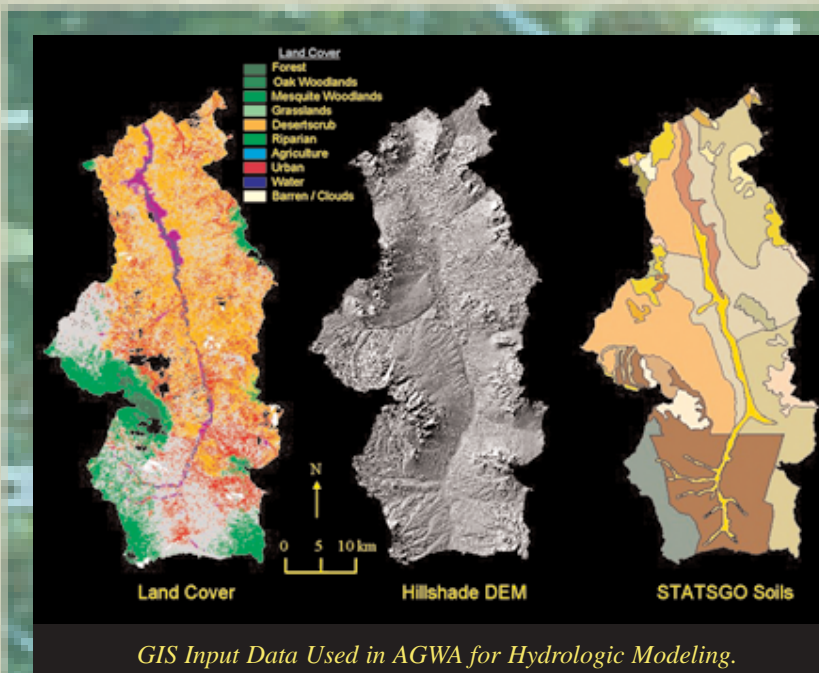 Land Cover
Forest
Oak Woodlands
Mesquite Woodlands
Grasslands
Desertscrub
Riparian
Agriculture
Urban
Water
Barren / Clouds
N
0 5 10 km
Land Cover
Hillshade DEM
STATSGO Soils
GIS Input Data Used in AGWA for Hydrologic Modeling.